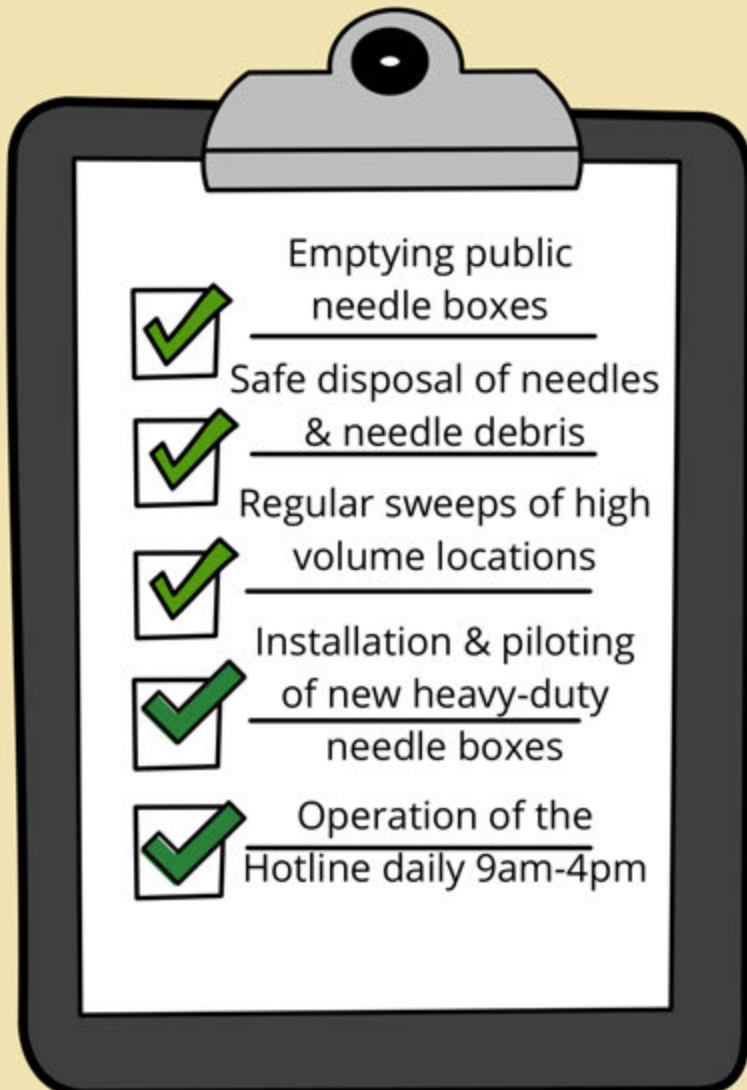 Emptying public
needle boxes
Safe disposal of needles
& needle debris
Regular sweeps of high
volume locations
Installation & piloting
of new heavy-duty
needle boxes
Operation of the
Hotline daily 9am-4pm